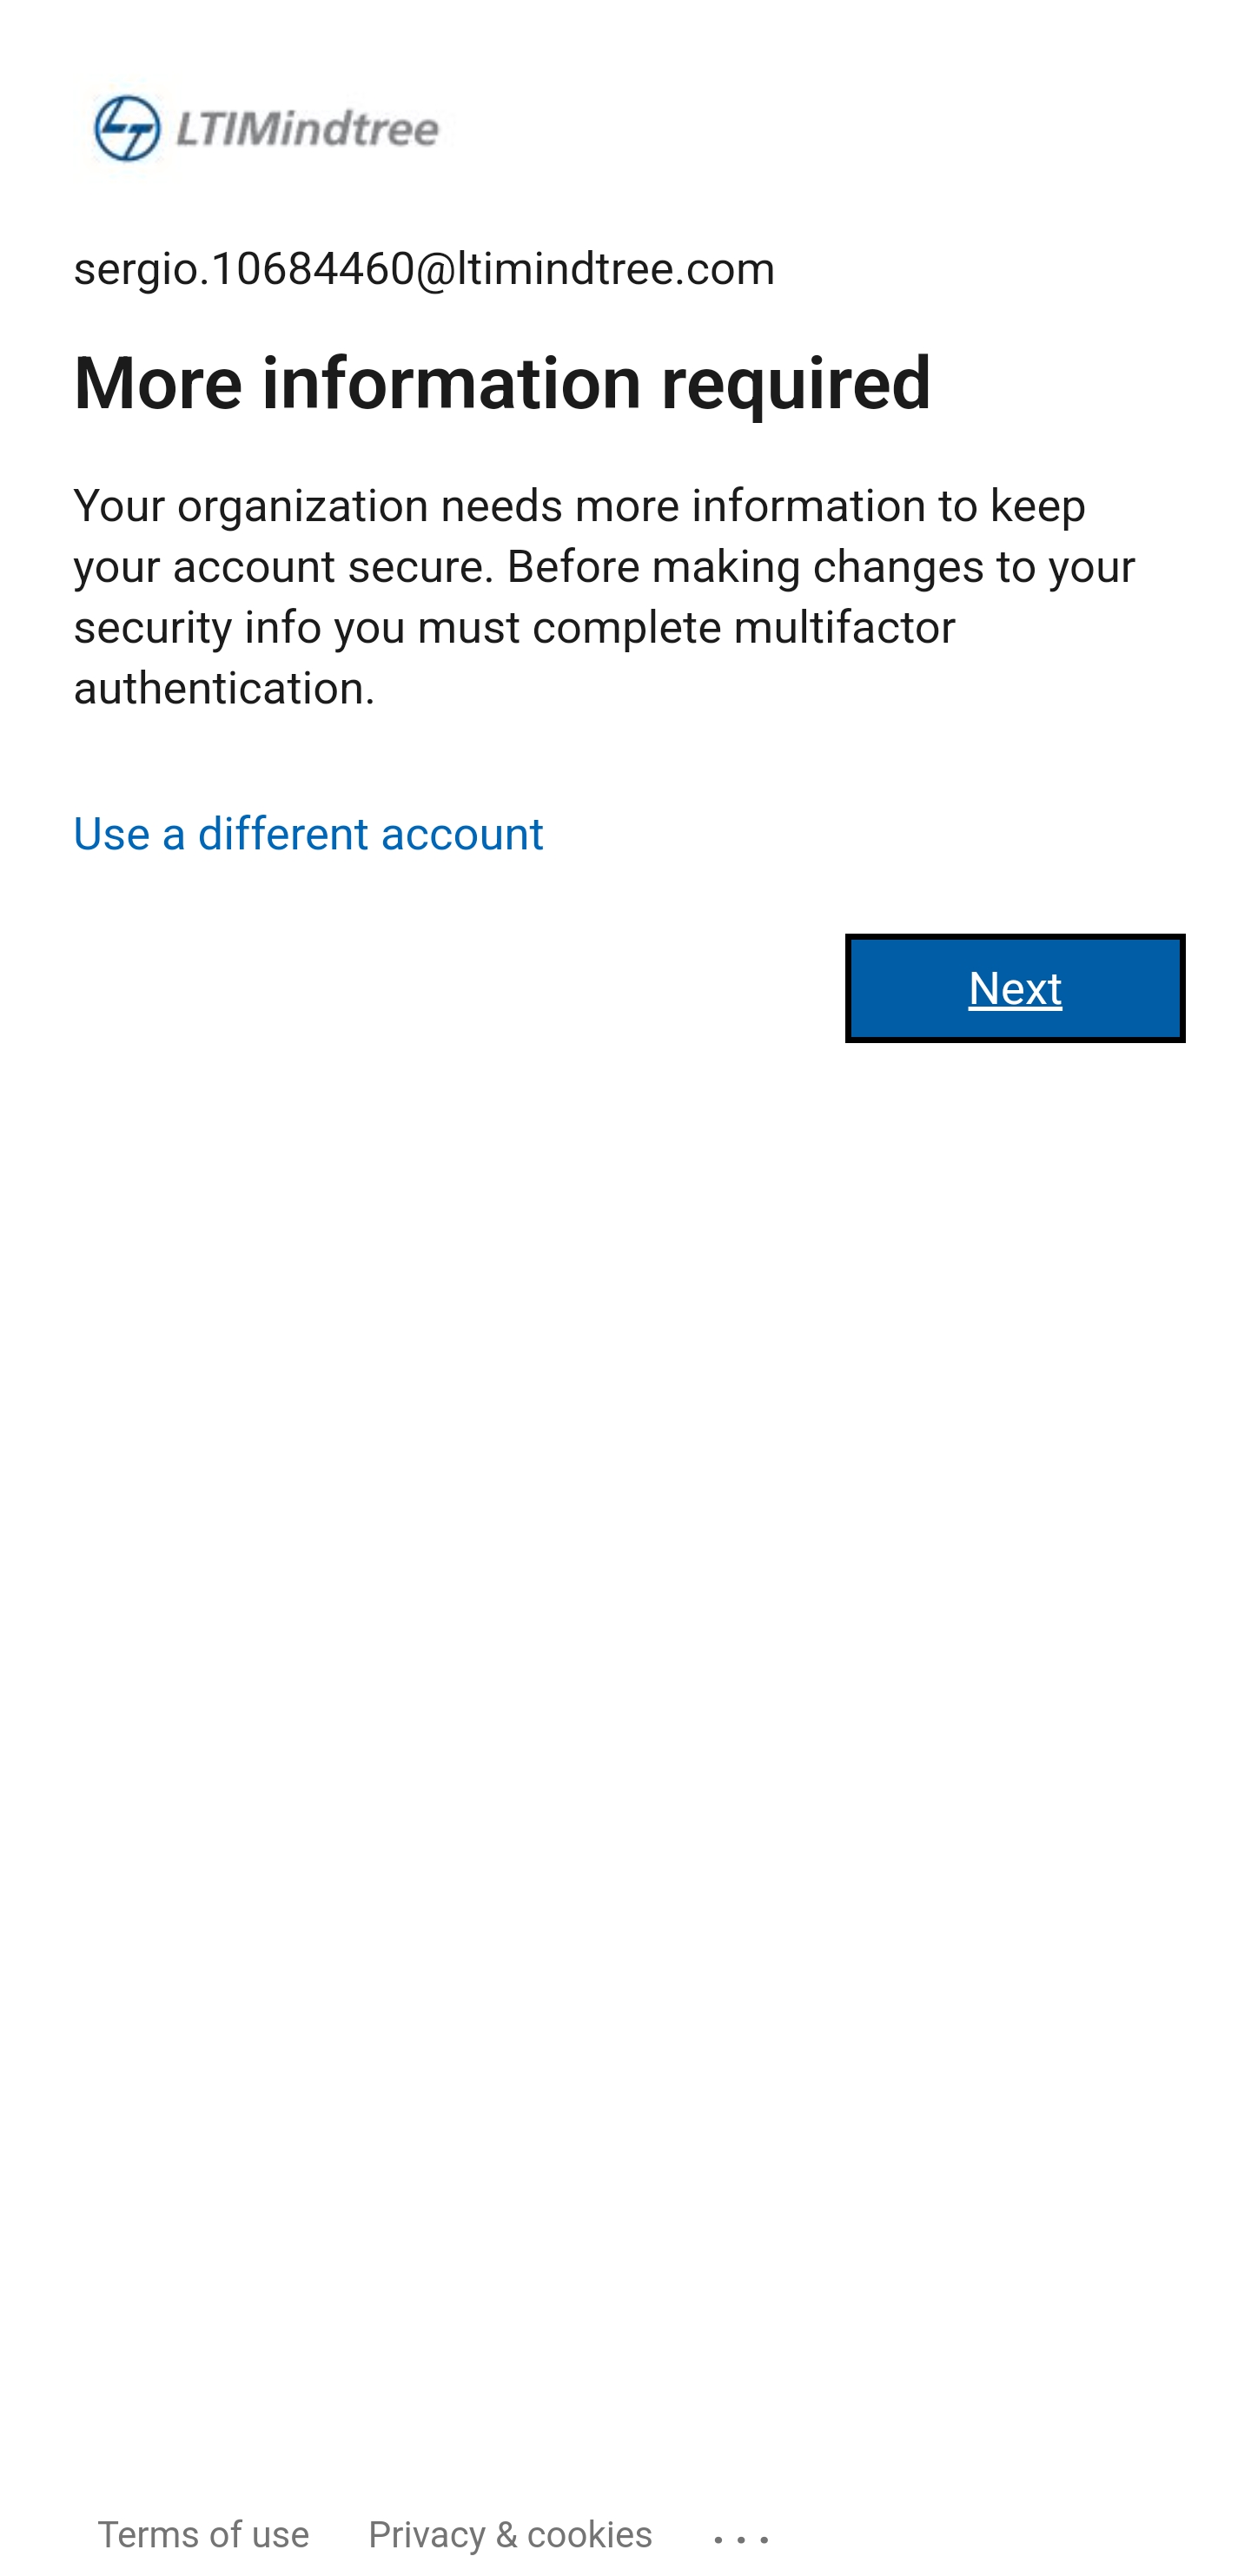 LTIMindtree
sergio.10684460@ltimindtree.com
More information required
Your organization needs more information to keep
your account secure. Before making changes to your
security info you must complete multifactor
authentication.
Use a different account
Next
Terms of use Privacy & cookies ...